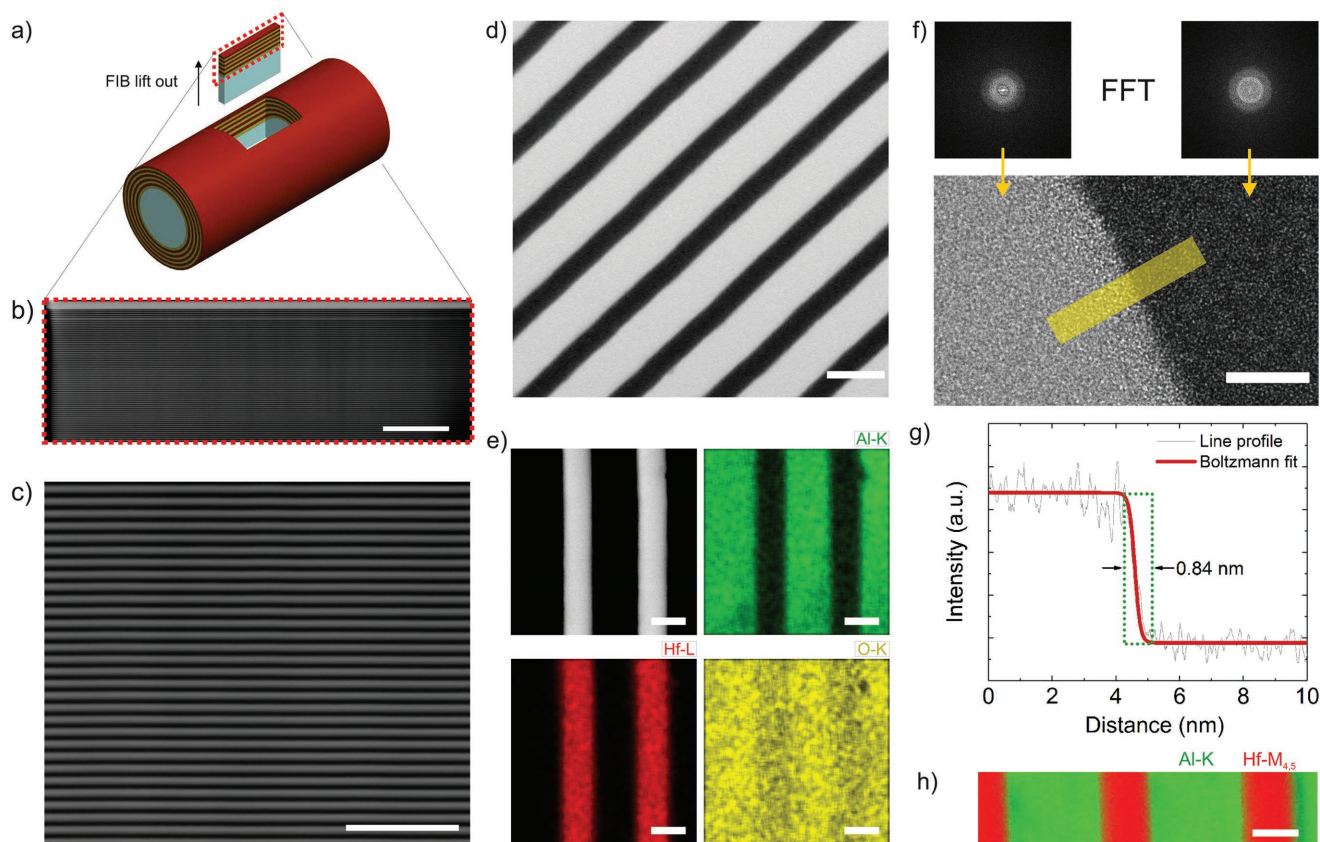 a)
FIB lift out
b)
c)
d)
e)
Al-K
Hf-L
O-K
f)
FFT
g)
Line profile
Boltzmann fit
0.84 nm
Intensity (a.u.)
0 2 4 6 8 10
Distance (nm)
h)
Al-K
Hf-M4,5